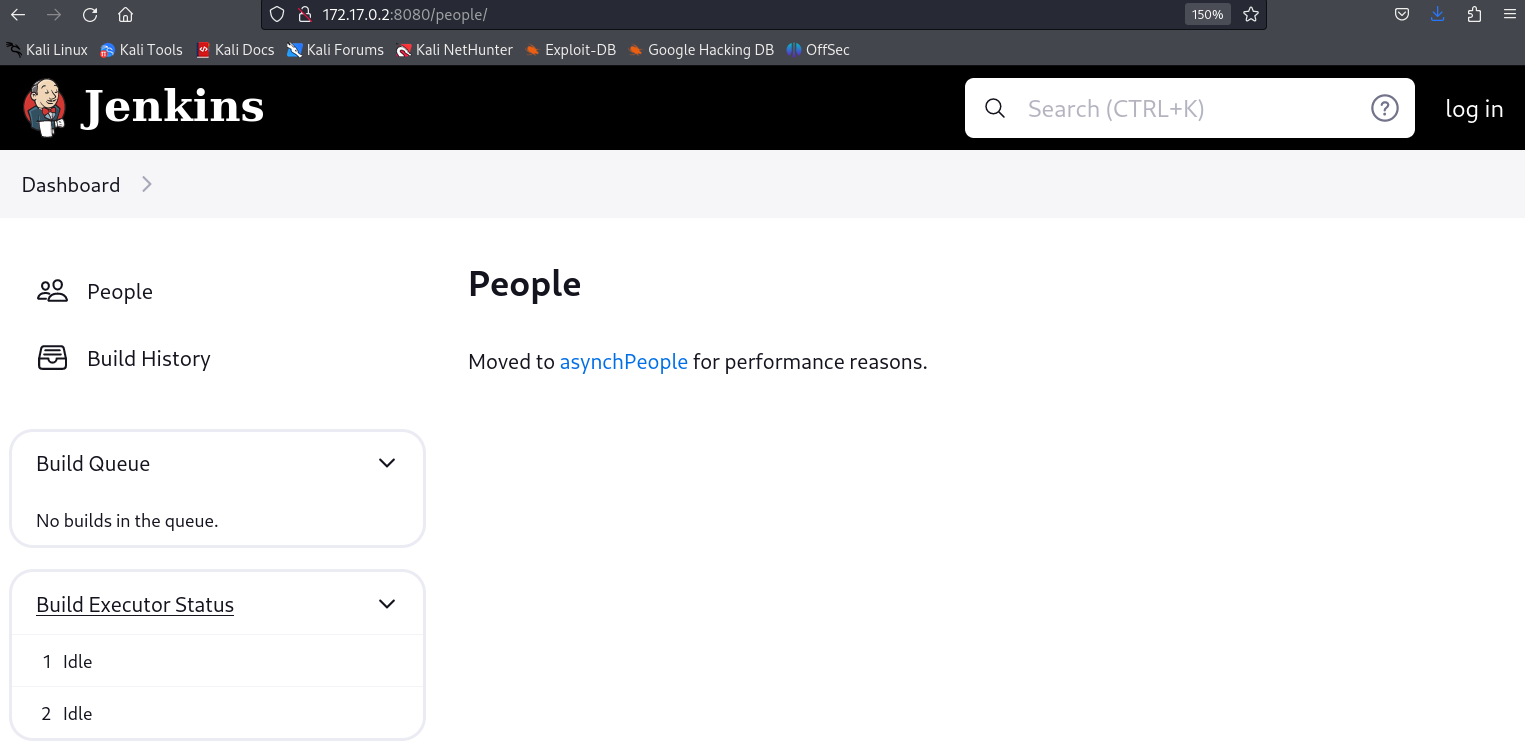 172.17.0.2:8080/people/
150%
Kali Linux Kali Tools Kali Docs Kali Forums Kali NetHunter Exploit-DB Google Hacking DB OffSec
Jenkins
Search (CTRL+K)
?
log in
Dashboard
People
Build History
Build Queue
No builds in the queue.
Build Executor Status
1 Idle
2 Idle
People
Moved to asynchPeople for performance reasons.